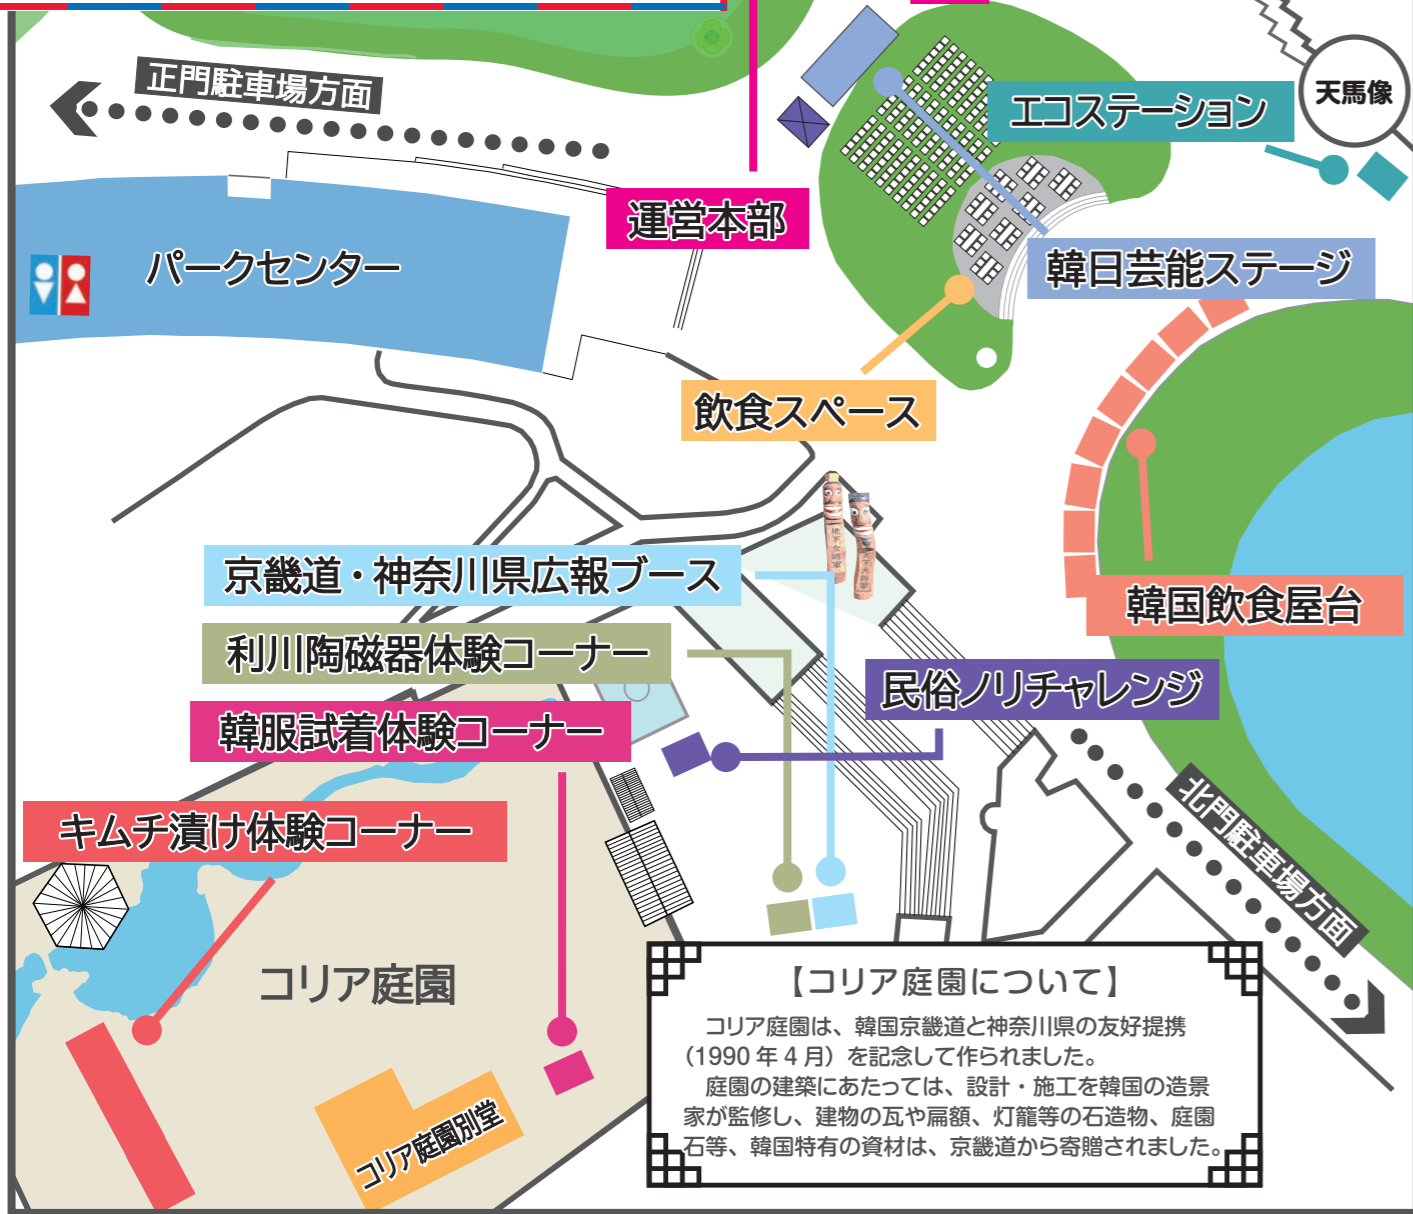 正門駐車場方面
エコステーション
天馬像
運営本部
パークセンター
韓日芸能ステージ
飲食スペース
京畿道・神奈川県広報ブース
韓国飲食屋台
利川陶磁器体験コーナー
民俗ノリチャレンジ
韓服試着体験コーナー
北門駐車場方面
キムチ漬け体験コーナー
コリア庭園
コリア庭園別堂
【コリア庭園について】
コリア庭園は、韓国京畿道と神奈川県の友好提携
（1990年4月）を記念して作られました。
庭園の建築にあたっては、設計・施工を韓国の造景
家が監修し、建物の瓦や扁額、灯籠等の石造物、庭園
石等、韓国特有の資材は、京畿道から寄贈されました。